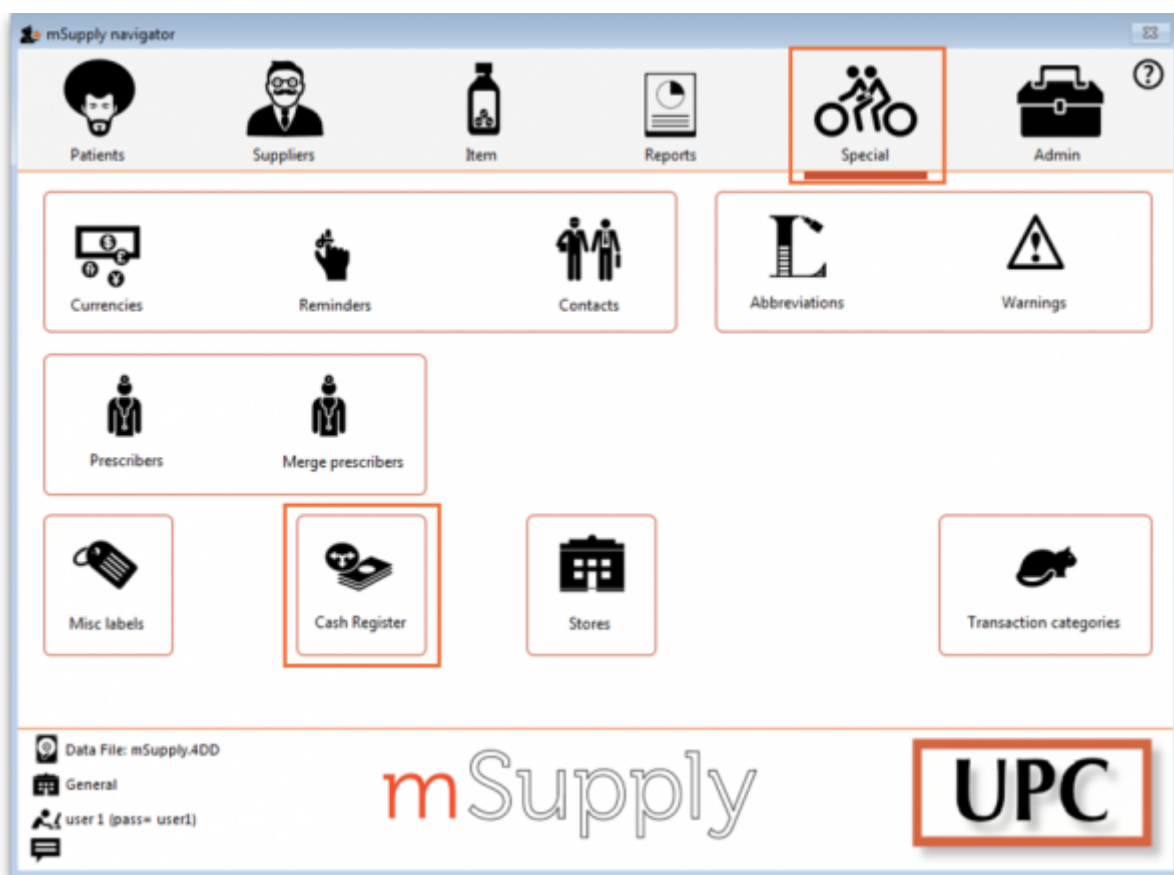 mSupply navigator
Patients
Suppliers
Item
Reports
Special
Admin
?
Currencies
Reminders
Contacts
Abbreviations
Warnings
Prescribers
Merge prescribers
Misc labels
Cash Register
Stores
Transaction categories
Data File: mSupply.4DD
General
user 1 (pass= user1)
mSupply
UPC